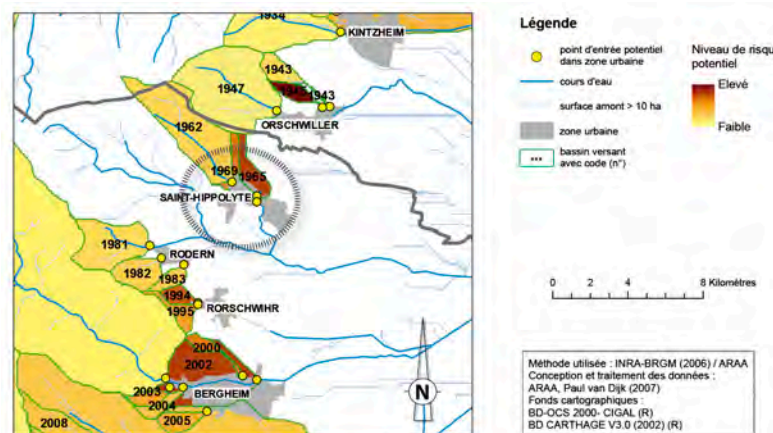 1934
KINTZHEIM
1943
1947
1943
ORSCHWILLER
1962
1969
1965
SAINT-HIPPOLYTE
1981
RODERN
1982
1983
1994
RORSCHWIHR
1995
2000
2002
2003
BERGHEIM
2004
2005
2008
N
Légende
point d'entrée potentiel
dans zone urbaine
cours d'eau
surface amont > 10 ha
zone urbaine
bassin versant
avec code (n°)
Niveau de risqu
potentiel
Elevé
Faible
0 8 Kilomètres
Méthode utilisée : INRA-BRGM (2006) / ARAA
Conception et traitement des données :
ARAA, Paul van Dijk (2007)
Fonds cartographiques :
BD-OCS 2000- CIGAL (R)
BD CARTHAGE V3.0 (2002) (R)